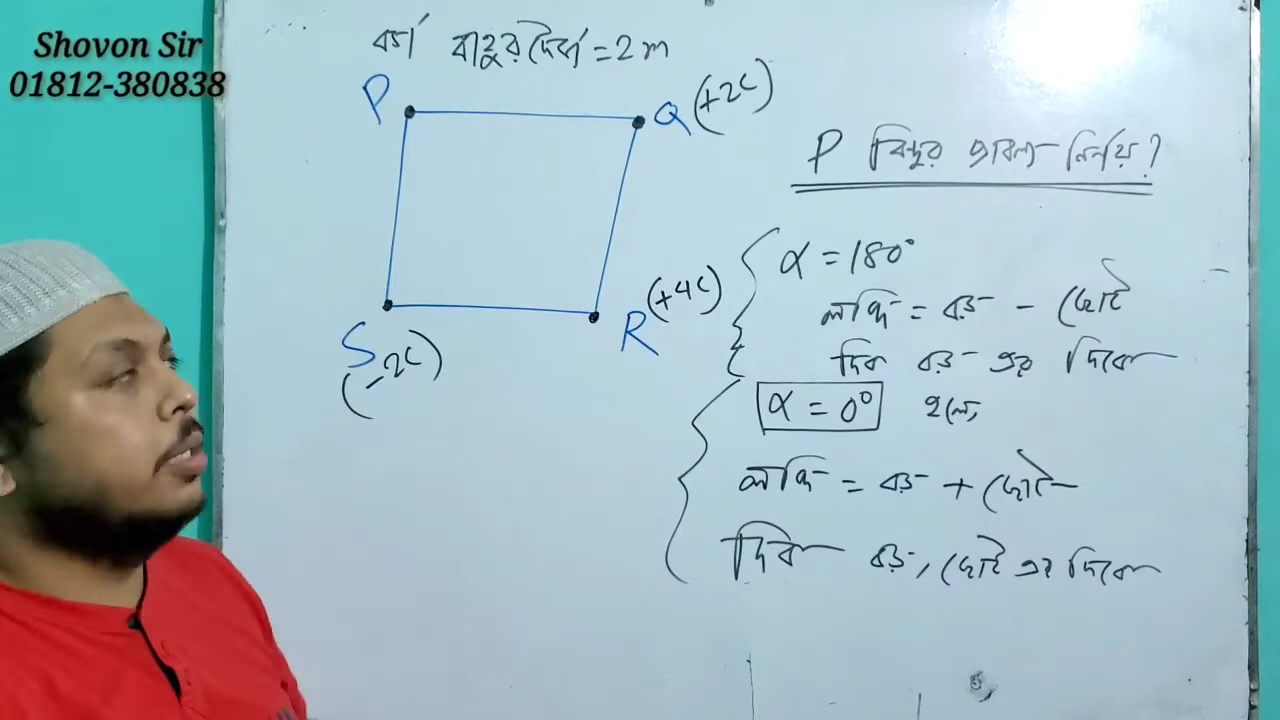 Shovon Sir
01812-380838
বর্গ বাহুর দৈর্ঘ্য = 2 m
P
Q (+2C)
S
(-2C)
R (+4C)
P বিন্দুর প্রাবল্য নির্ণয় ?
α = 180°
লব্ধি = বড় - ছোট
দিক বড় এর দিকে
α = 0° হলে,
লব্ধি = বড় + ছোট
দিক বড়, ছোট এর দিকে